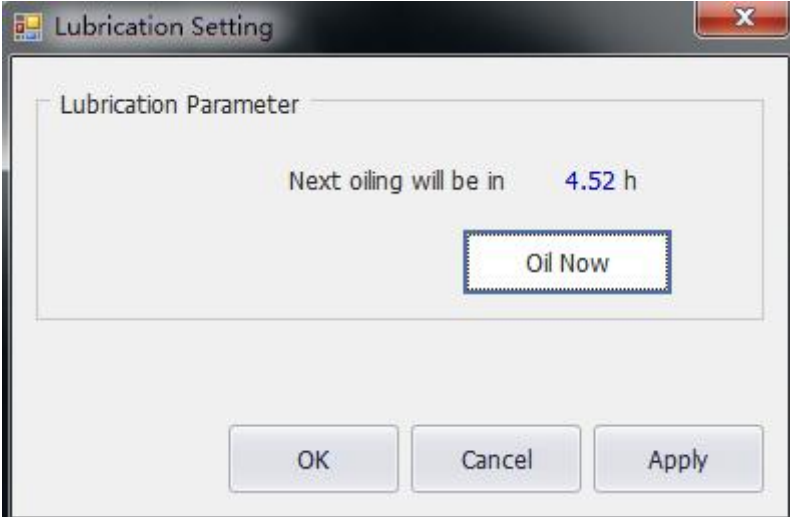 Lubrication Setting
Lubrication Parameter
Next oiling will be in 4.52 h
Oil Now
OK Cancel Apply